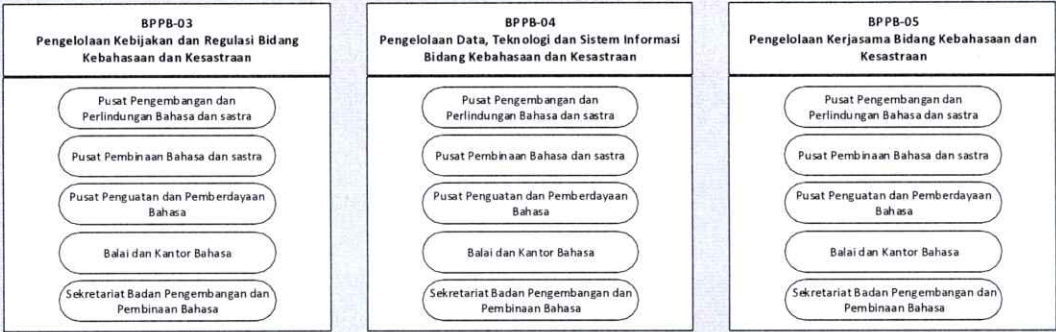 BPPB-03
Pengelolaan Kebijakan dan Regulasi Bidang
Kebahasaan dan Kesastraan
Pusat Pengembangan dan
Perlindungan Bahasa dan sastra
Pusat Pembinaan Bahasa dan sastra
Pusat Penguatan dan Pemberdayaan
Bahasa
Balai dan Kantor Bahasa
Sekretariat Badan Pengembangan dan
Pembinaan Bahasa
BPPB-04
Pengelolaan Data, Teknologi dan Sistem Informasi
Bidang Kebahasaan dan Kesastraan
Pusat Pengembangan dan
Perlindungan Bahasa dan sastra
Pusat Pembinaan Bahasa dan sastra
Pusat Penguatan dan Pemberdayaan
Bahasa
Balai dan Kantor Bahasa
Sekretariat Badan Pengembangan dan
Pembinaan Bahasa
BPPB-05
Pengelolaan Kerjasama Bidang Kebahasaan dan
Kesastraan
Pusat Pengembangan dan
Perlindungan Bahasa dan sastra
Pusat Pembinaan Bahasa dan sastra
Pusat Penguatan dan Pemberdayaan
Bahasa
Balai dan Kantor Bahasa
Sekretariat Badan Pengembangan dan
Pembinaan Bahasa